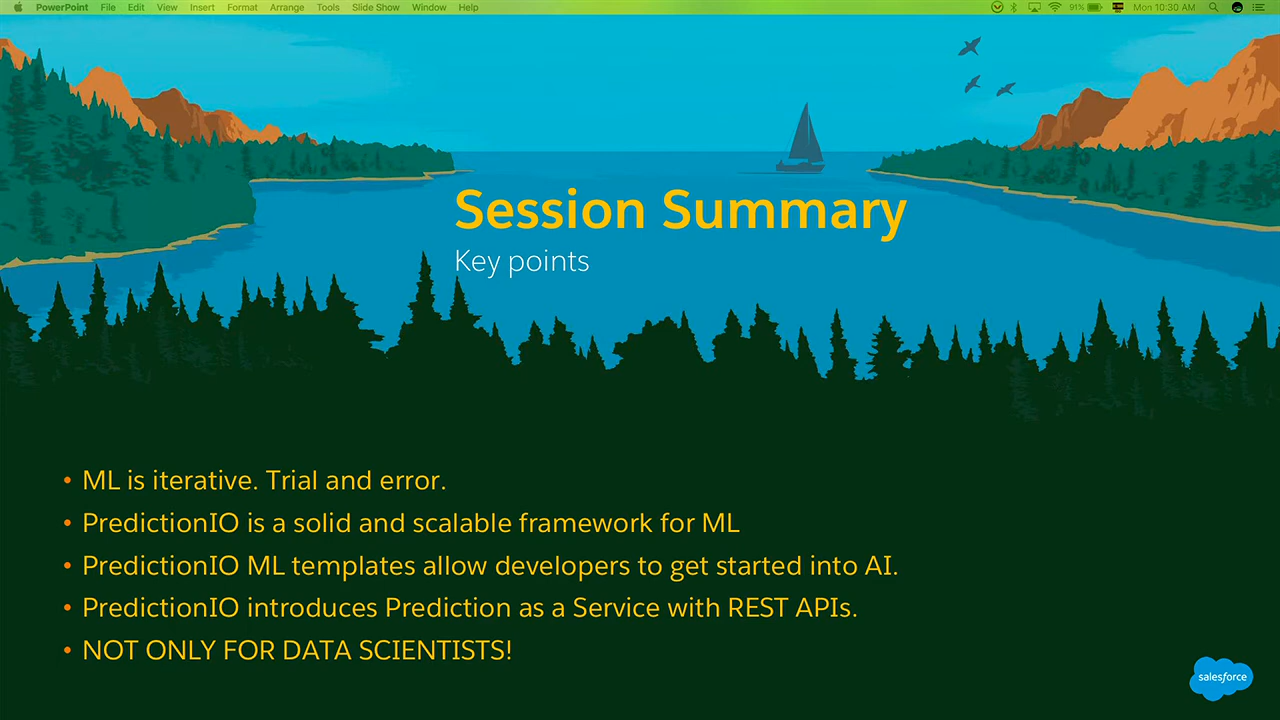 PowerPoint File Edit View Insert Format Arrange Tools Slide Show Window Help 91% Mon 10:30 AM
Session Summary
Key points
• ML is iterative. Trial and error.
• PredictionIO is a solid and scalable framework for ML
• PredictionIO ML templates allow developers to get started into AI.
• PredictionIO introduces Prediction as a Service with REST APIs.
• NOT ONLY FOR DATA SCIENTISTS!
salesforce